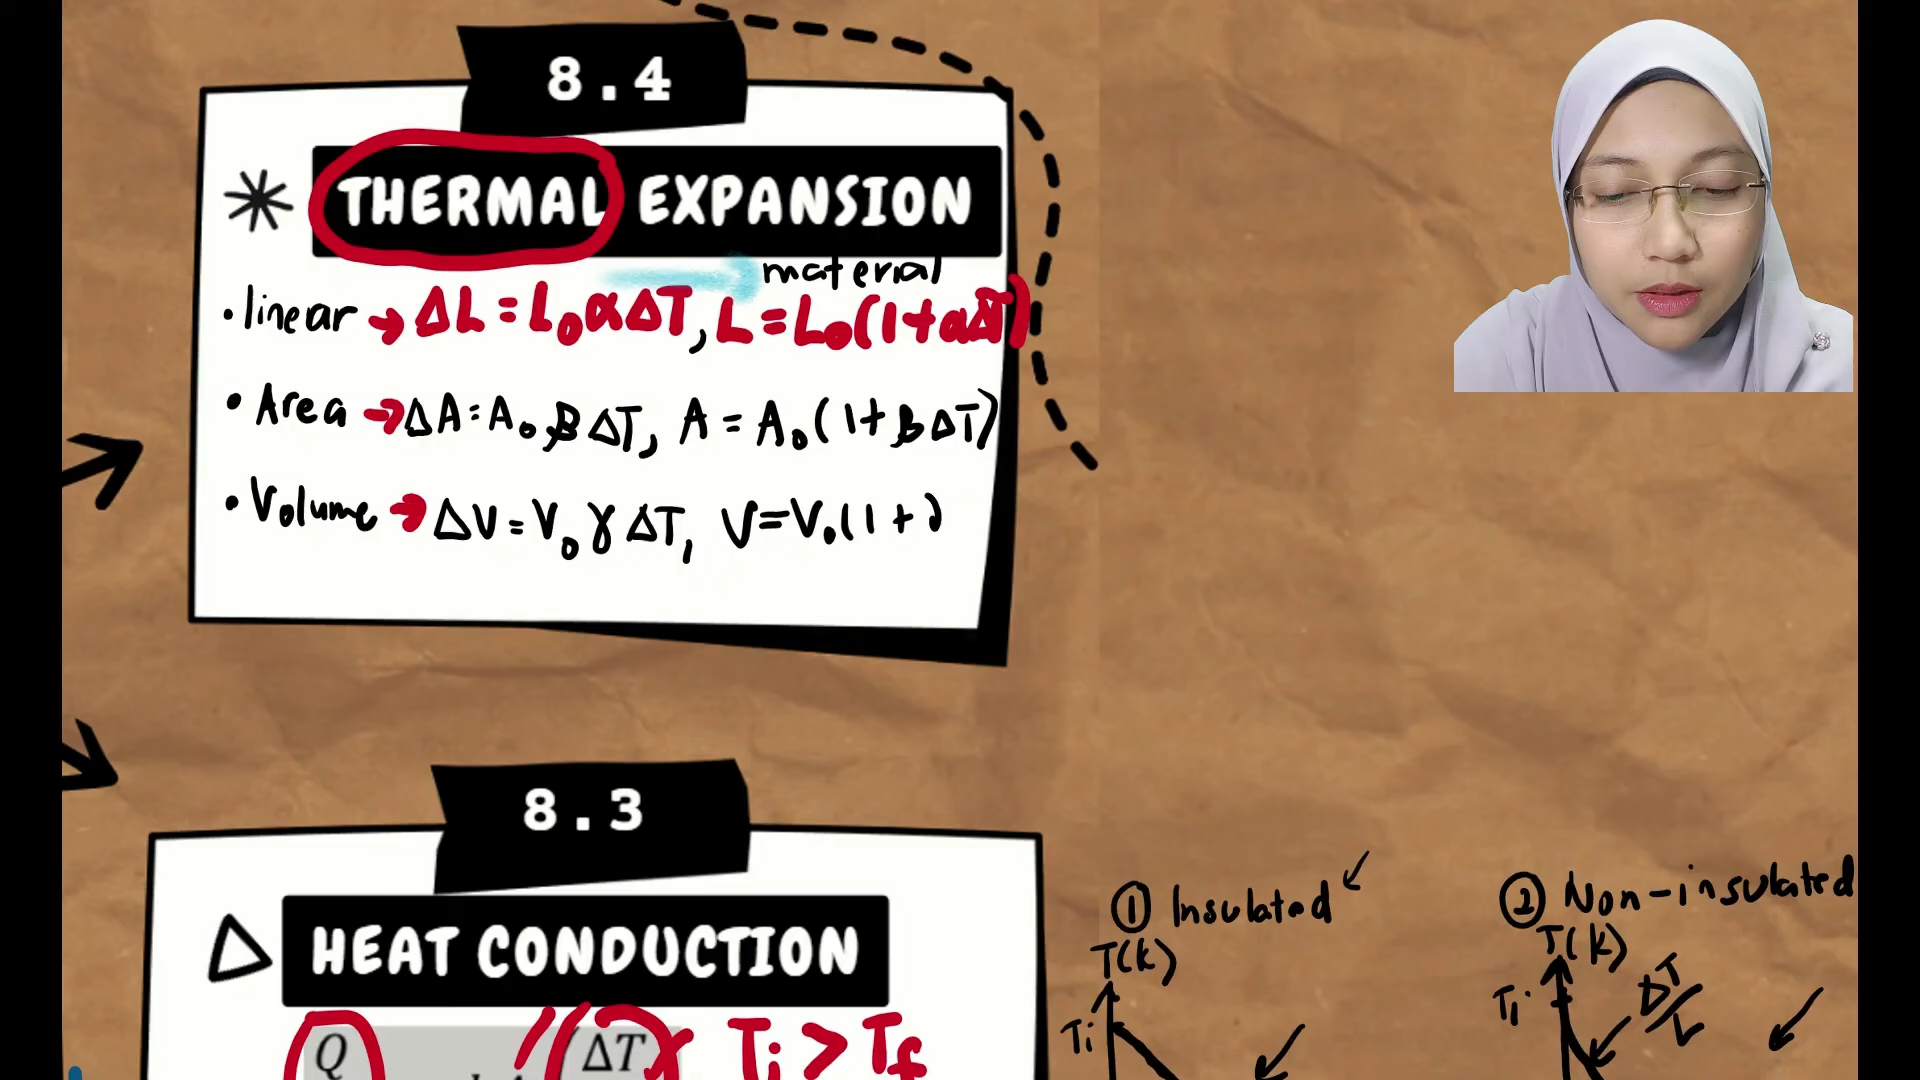 8.4
THERMAL EXPANSION
material
• linear → ΔL = L₀αΔT, L = L₀(1+αΔT)
• Area → ΔA = A₀βΔT, A = A₀(1+βΔT)
• Volume → ΔV = V₀γΔT, V = V₀(1+
8.3
HEAT CONDUCTION
Q ΔT Ti > Tf
① Insulated
T(K)
Ti
② Non-insulated
T(K)
Ti
ΔT/L